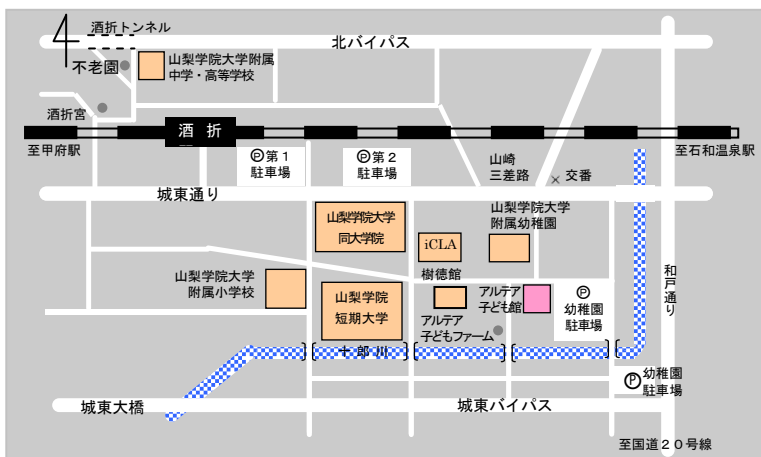 酒折トンネル
北バイパス
不老園
山梨学院大学附属
中学・高等学校
酒折宮
酒 折
至甲府駅
Ⓟ第１
駐車場
Ⓟ第２
駐車場
山崎
三差路
交番
至石和温泉駅
城東通り
山梨学院大学
同大学院
iCLA
山梨学院大学
附属幼稚園
樹徳館
山梨学院大学
附属小学校
山梨学院
短期大学
アルテア
子ども館
アルテア
子どもファーム
Ⓟ
幼稚園
駐車場
和戸通り
十郎川
Ⓟ幼稚園
駐車場
城東大橋
城東バイパス
至国道２０号線